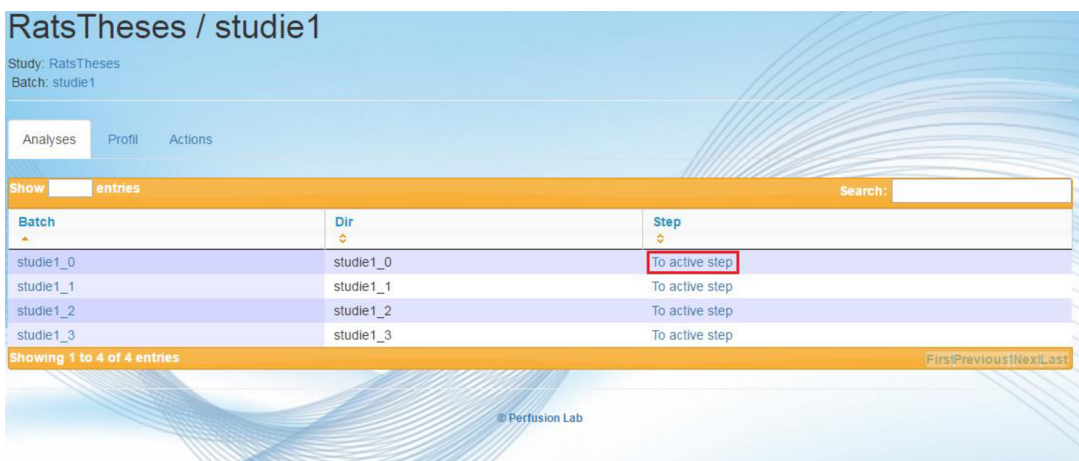 RatsTheses / studie1
Study: RatsTheses
Batch: studie1
Analyses Profil Actions
Show entries Search:
Batch Dir Step
studie1_0 studie1_0 To active step
studie1_1 studie1_1 To active step
studie1_2 studie1_2 To active step
studie1_3 studie1_3 To active step
Showing 1 to 4 of 4 entries FirstPrevious1NextLast
© Perfusion Lab